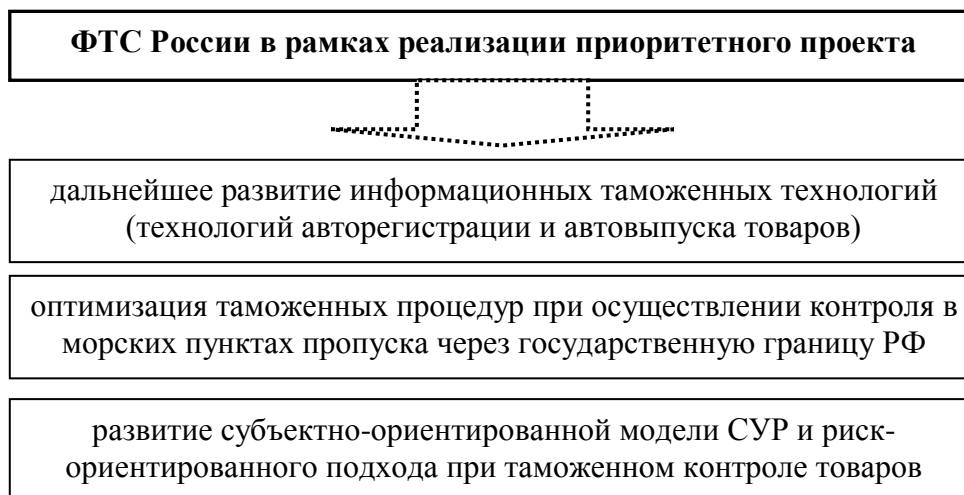 ФТС России в рамках реализации приоритетного проекта
дальнейшее развитие информационных таможенных технологий
(технологий авторегистрации и автовыпуска товаров)
оптимизация таможенных процедур при осуществлении контроля в
морских пунктах пропуска через государственную границу РФ
развитие субъектно-ориентированной модели СУР и риск-
ориентированного подхода при таможенном контроле товаров